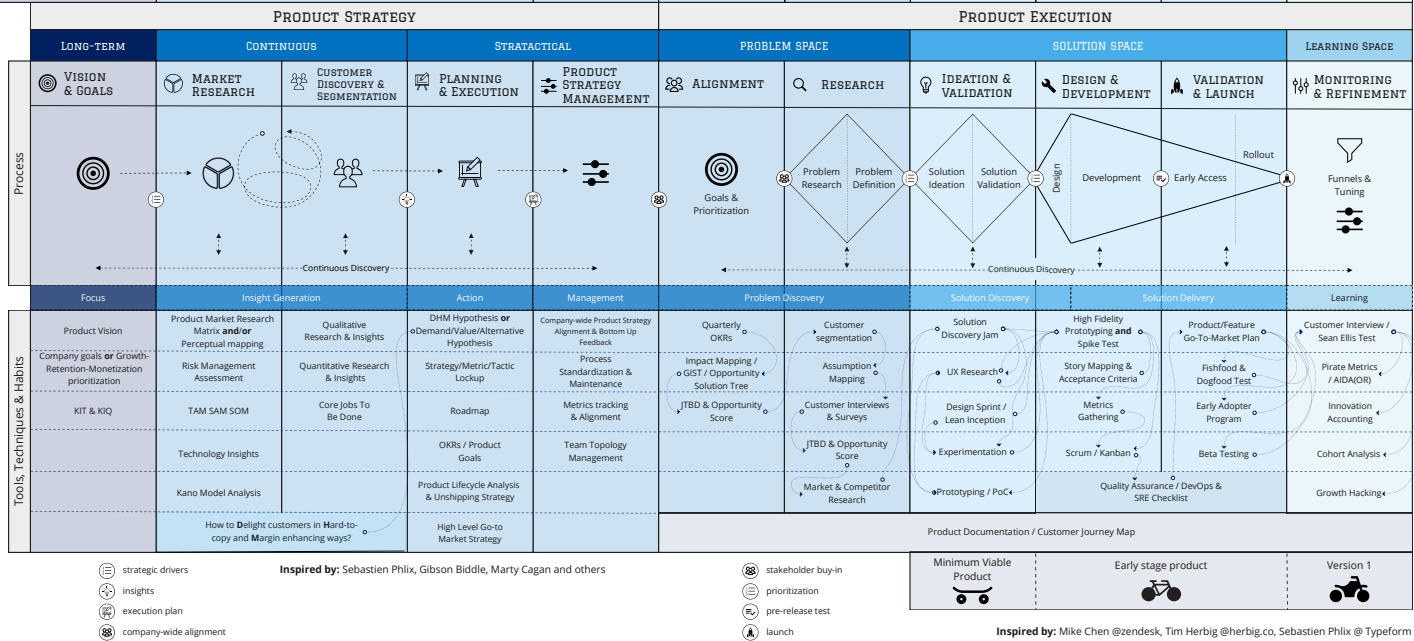 PRODUCT STRATEGY
PRODUCT EXECUTION
LONG-TERM
CONTINUOUS
STRATACTICAL
PROBLEM SPACE
SOLUTION SPACE
LEARNING SPACE
VISION
& GOALS
MARKET
RESEARCH
CUSTOMER
DISCOVERY &
SEGMENTATION
PLANNING
& EXECUTION
PRODUCT
STRATEGY
MANAGEMENT
ALIGNMENT
RESEARCH
IDEATION &
VALIDATION
DESIGN &
DEVELOPMENT
VALIDATION
& LAUNCH
MONITORING
& REFINEMENT
Process
Goals &
Prioritization
Problem
Research
Problem
Definition
Solution
Ideation
Solution
Validation
Design
Development
Early Access
Rollout
Funnels &
Tuning
Continuous Discovery
Continuous Discovery
Focus
Insight Generation
Action
Management
Problem Discovery
Solution Discovery
Solution Delivery
Learning
Tools, Techniques & Habits
Product Vision
Company goals or Growth-
Retention-Monetization
prioritization
KIT & KIQ
Product Market Research
Matrix and/or
Perceptual mapping
Risk Management
Assessment
TAM SAM SOM
Technology Insights
Kano Model Analysis
Qualitative
Research & Insights
Quantitative Research
& Insights
Core Jobs To
Be Done
How to Delight customers in Hard-to-
copy and Margin enhancing ways?
DHM Hypothesis or
Demand/Value/Alternative
Hypothesis
Strategy/Metric/Tactic
Lockup
Roadmap
OKRs / Product
Goals
Product Lifecycle Analysis
& Unshipping Strategy
High Level Go-to
Market Strategy
Company-wide Product Strategy
Alignment & Bottom Up
Feedback
Process
Standardization &
Maintenance
Metrics tracking
& Alignment
Team Topology
Management
Quarterly
OKRs
Impact Mapping /
GIST / Opportunity
Solution Tree
JTBD & Opportunity
Score
Customer
segmentation
Assumption
Mapping
Customer Interviews
& Surveys
JTBD & Opportunity
Score
Market & Competitor
Research
Solution
Discovery Jam
UX Research
Design Sprint /
Lean Inception
Experimentation
Prototyping / PoC
High Fidelity
Prototyping and
Spike Test
Story Mapping &
Acceptance Criteria
Metrics
Gathering
Scrum / Kanban
Quality Assurance / DevOps &
SRE Checklist
Product/Feature
Go-To-Market Plan
Fishfood &
Dogfood Test
Early Adopter
Program
Beta Testing
Customer Interview /
Sean Ellis Test
Pirate Metrics
/ AIDA(OR)
Innovation
Accounting
Cohort Analysis
Growth Hacking
Product Documentation / Customer Journey Map
strategic drivers
insights
execution plan
company-wide alignment
Inspired by: Sebastien Phlix, Gibson Biddle, Marty Cagan and others
stakeholder buy-in
prioritization
pre-release test
launch
Minimum Viable
Product
Early stage product
Version 1
Inspired by: Mike Chen @zendesk, Tim Herbig @herbig.co, Sebastien Phlix @ Typeform